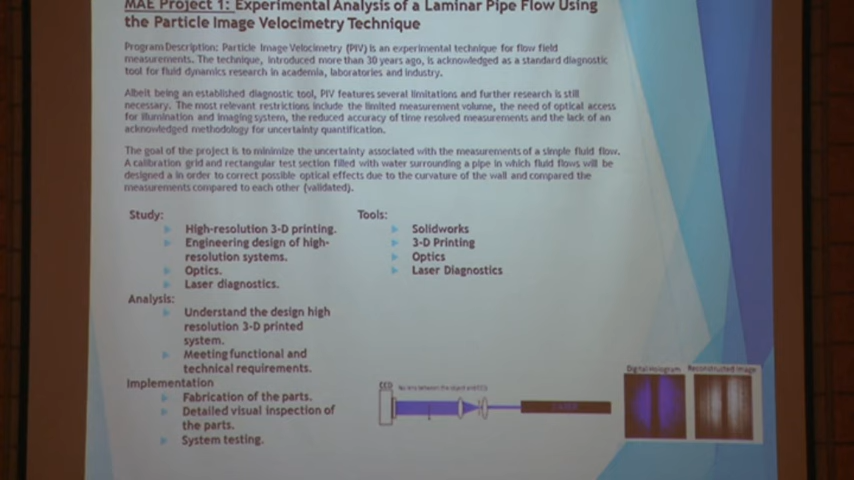 MAE Project 1: Experimental Analysis of a Laminar Pipe Flow Using
the Particle Image Velocimetry Technique
Program Description: Particle Image Velocimetry (PIV) is an experimental technique for flow field
measurements. The technique, introduced more than 30 years ago, is acknowledged as a standard diagnostic
tool for fluid dynamics research in academia, laboratories and industry.
Albeit being an established diagnostic tool, PIV features several limitations and further research is still
necessary. The most relevant restrictions include the limited measurement volume, the need of optical access
for illumination and imaging system, the reduced accuracy of time resolved measurements and the lack of an
acknowledged methodology for uncertainty quantification.
The goal of the project is to minimize the uncertainty associated with the measurements of a simple fluid flow.
A calibration grid and rectangular test section filled with water surrounding a pipe in which fluid flows will be
designed a in order to correct possible optical effects due to the curvature of the wall and compared the
measurements compared to each other (validated).
Study:
High-resolution 3-D printing.
Engineering design of high-
resolution systems.
Optics.
Laser diagnostics.
Analysis:
Understand the design high
resolution 3-D printed
system.
Meeting functional and
technical requirements.
Implementation
Fabrication of the parts.
Detailed visual inspection of
the parts.
System testing.
Tools:
Solidworks
3-D Printing
Optics
Laser Diagnostics
CCD
No lens between the object and CCD
Digital Hologram Reconstructed Image